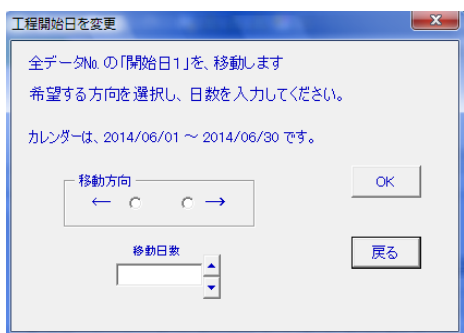 工程開始日を変更
全データNo. の「開始日1」を、移動します
希望する方向を選択し、日数を入力してください。
カレンダーは、2014/06/01 ～ 2014/06/30 です。
移動方向
← →
OK
移動日数
戻る